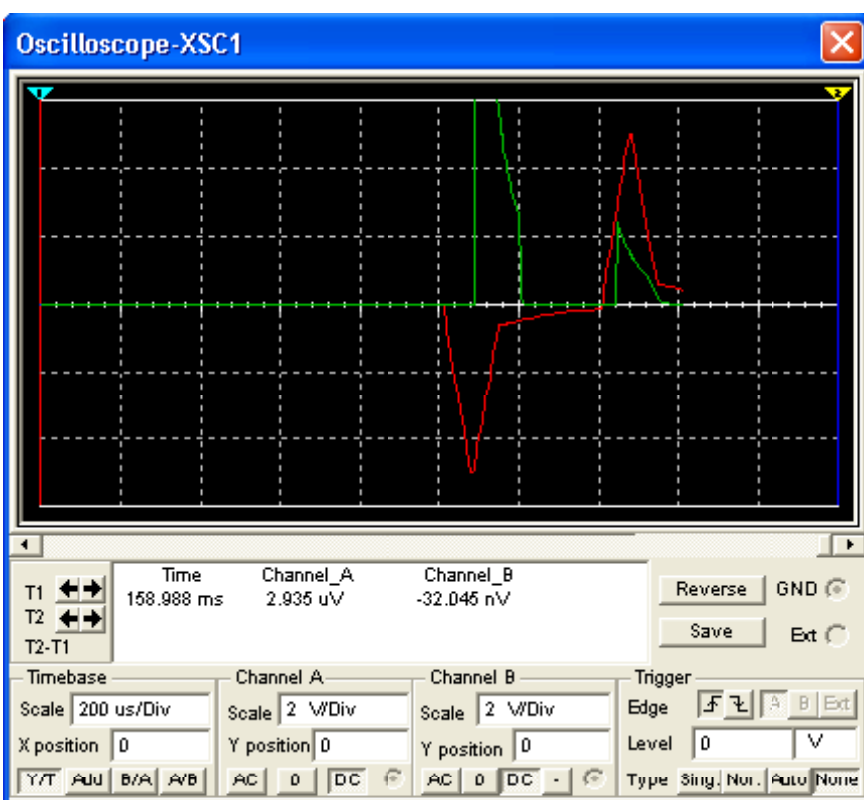 Oscilloscope-XSC1
1 2
Time Channel_A Channel_B
T1 158.988 ms 2.935 uV -32.045 nV
T2
T2-T1
Reverse GND
Save Ext
Timebase Channel A Channel B Trigger
Scale 200 us/Div Scale 2 V/Div Scale 2 V/Div Edge A B Ext
X position 0 Y position 0 Y position 0 Level 0 V
Y/T Add B/A A/B AC 0 DC AC 0 DC - Type Sing. Nor. Auto None